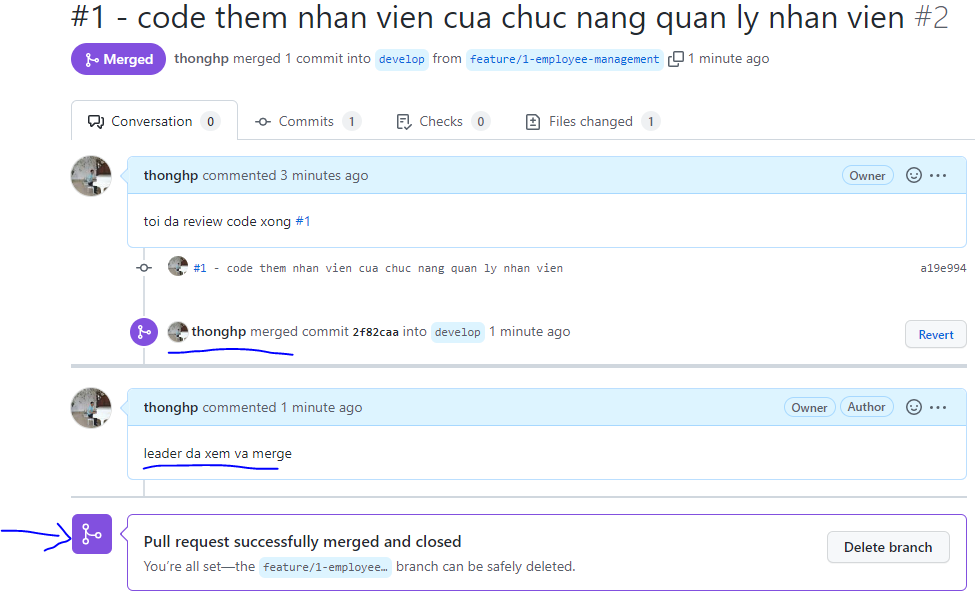 #1 - code them nhan vien cua chuc nang quan ly nhan vien #2
Merged thonghp merged 1 commit into develop from feature/1-employee-management 1 minute ago
Conversation 0 Commits 1 Checks 0 Files changed 1
thonghp commented 3 minutes ago Owner
toi da review code xong #1
#1 - code them nhan vien cua chuc nang quan ly nhan vien a19e994
thonghp merged commit 2f82caa into develop 1 minute ago Revert
thonghp commented 1 minute ago Owner Author
leader da xem va merge
Pull request successfully merged and closed
You’re all set—the feature/1-employee… branch can be safely deleted. Delete branch